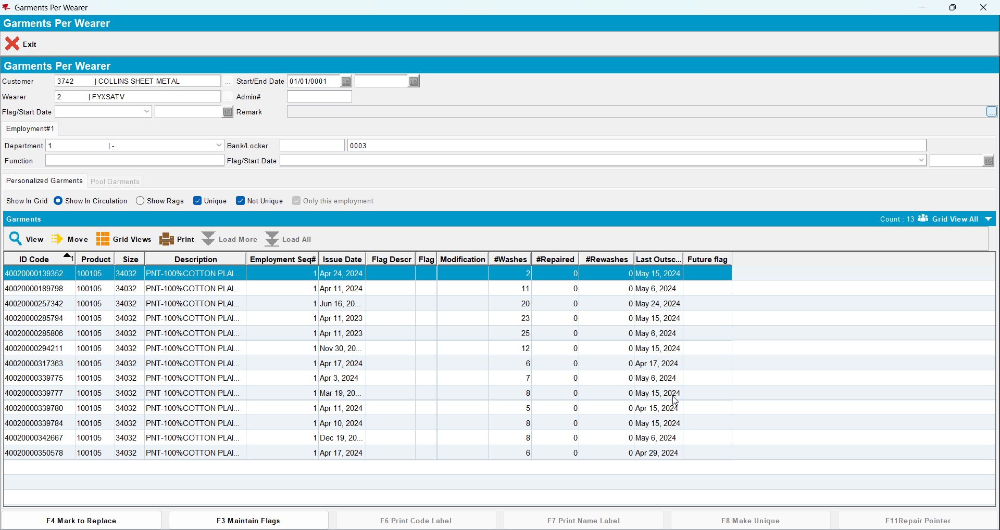 Garments Per Wearer
Garments Per Wearer
Exit
Garments Per Wearer
Customer 3742 | COLLINS SHEET METAL ... Start/End Date 01/01/0001 16 16
Wearer 2 | FYXSATV ... Admin#
Flag/Start Date 16 Remark ...
Employment#1
Department 1 | - Bank/Locker 0003
Function Flag/Start Date 16
Personalized Garments Pool Garments
Show In Grid Show In Circulation Show Rags Unique Not Unique Only this employment
Garments Count : 13 Grid View All
View Move Grid Views Print Load More Load All
ID Code 1 Product Size Description Employment Seq# Issue Date Flag Descr Flag Modification #Washes #Repaired #Rewashes Last Outsc... Future flag
40020000139352 100105 34032 PNT-100%COTTON PLAI... 1 Apr 24, 2024 2 0 0 May 15, 2024
40020000189798 100105 34032 PNT-100%COTTON PLAI... 1 Apr 11, 2024 11 0 0 May 6, 2024
40020000257342 100105 34032 PNT-100%COTTON PLAI... 1 Jun 16, 20... 20 0 0 May 24, 2024
40020000285794 100105 34032 PNT-100%COTTON PLAI... 1 Apr 11, 2023 23 0 0 May 15, 2024
40020000285806 100105 34032 PNT-100%COTTON PLAI... 1 Apr 11, 2023 25 0 0 May 6, 2024
40020000294211 100105 34032 PNT-100%COTTON PLAI... 1 Nov 30, 20... 12 0 0 May 15, 2024
40020000317363 100105 34032 PNT-100%COTTON PLAI... 1 Apr 17, 2024 6 0 0 Apr 17, 2024
40020000339775 100105 34032 PNT-100%COTTON PLAI... 1 Apr 3, 2024 7 0 0 May 6, 2024
40020000339777 100105 34032 PNT-100%COTTON PLAI... 1 Mar 19, 20... 8 0 0 May 15, 2024
40020000339780 100105 34032 PNT-100%COTTON PLAI... 1 Apr 11, 2024 5 0 0 Apr 15, 2024
40020000339784 100105 34032 PNT-100%COTTON PLAI... 1 Apr 10, 2024 8 0 0 May 15, 2024
40020000342667 100105 34032 PNT-100%COTTON PLAI... 1 Dec 19, 20... 8 0 0 May 6, 2024
40020000350578 100105 34032 PNT-100%COTTON PLAI... 1 Apr 17, 2024 6 0 0 Apr 29, 2024
F4 Mark to Replace F3 Maintain Flags F6 Print Code Label F7 Print Name Label F8 Make Unique F11Repair Pointer